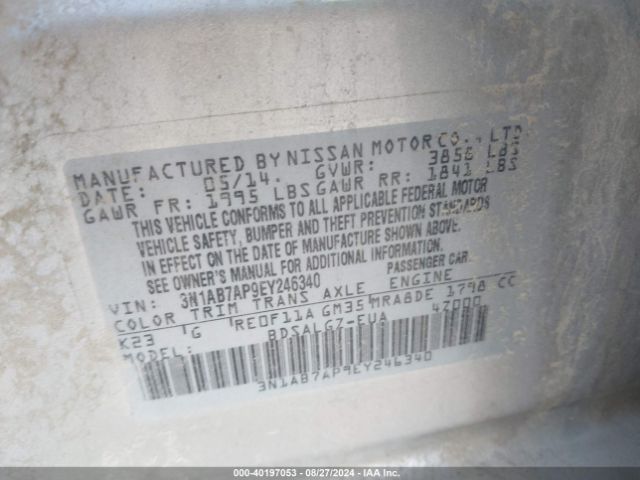 MANUFACTURED BY NISSAN MOTOR CO., LTD.
DATE: 05/14. GVWR: 3856 LBS
GAWR FR: 1995 LBS GAWR RR: 1841 LBS
THIS VEHICLE CONFORMS TO ALL APPLICABLE FEDERAL MOTOR
VEHICLE SAFETY, BUMPER AND THEFT PREVENTION STANDARDS
IN EFFECT ON THE DATE OF MANUFACTURE SHOWN ABOVE.
SEE OWNER'S MANUAL FOR ADDITIONAL INFORMATION.
VIN: 3N1AB7AP9EY246340 PASSENGER CAR
COLOR TRIM TRANS AXLE ENGINE
K23 G RE0F11A GM35 MRA8DE 1798 CC
MODEL: BDSALG7-EUA 4Z000
3N1AB7AP9EY246340
000-40197053 - 08/27/2024 - IAA Inc.